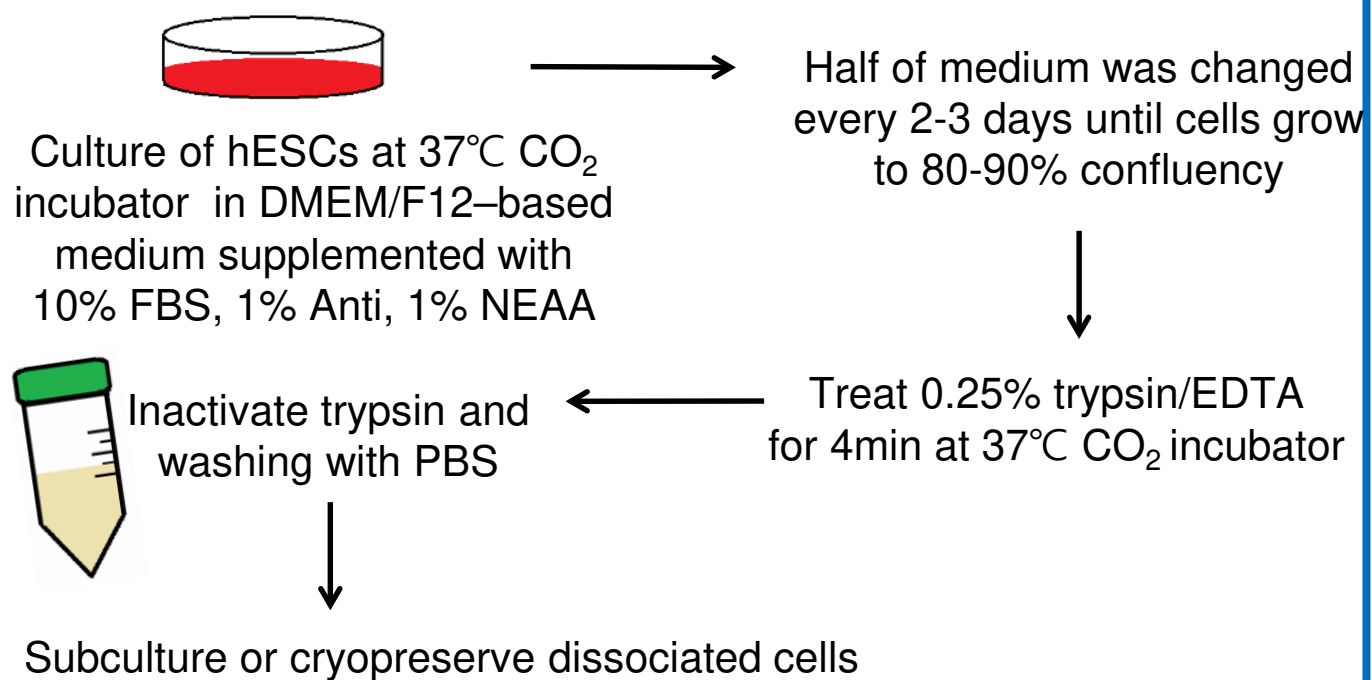 Culture of hESCs at 37℃ CO₂
incubator in DMEM/F12–based
medium supplemented with
10% FBS, 1% Anti, 1% NEAA
Half of medium was changed
every 2-3 days until cells grow
to 80-90% confluency
Treat 0.25% trypsin/EDTA
for 4min at 37℃ CO₂ incubator
Inactivate trypsin and
washing with PBS
Subculture or cryopreserve dissociated cells